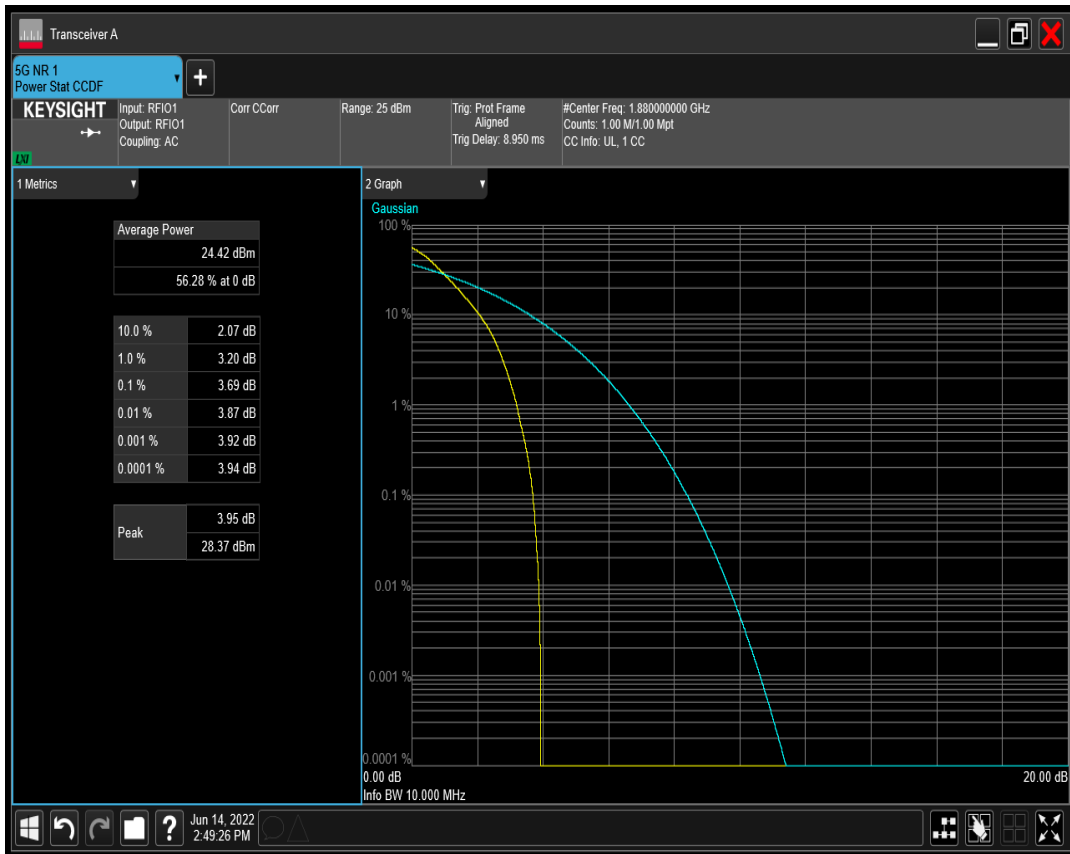 Transceiver A
5G NR 1
Power Stat CCDF
+
KEYSIGHT
LXI
Input: RFIO1
Output: RFIO1
Coupling: AC
Corr CCorr
Range: 25 dBm
Trig: Prot Frame
Aligned
Trig Delay: 8.950 ms
#Center Freq: 1.880000000 GHz
Counts: 1.00 M/1.00 Mpt
CC Info: UL, 1 CC
1 Metrics
Average Power
24.42 dBm
56.28 % at 0 dB
10.0 % 2.07 dB
1.0 % 3.20 dB
0.1 % 3.69 dB
0.01 % 3.87 dB
0.001 % 3.92 dB
0.0001 % 3.94 dB
Peak
3.95 dB
28.37 dBm
2 Graph
Gaussian
100 %
10 %
1 %
0.1 %
0.01 %
0.001 %
0.0001 %
0.00 dB 20.00 dB
Info BW 10.000 MHz
?
Jun 14, 2022
2:49:26 PM